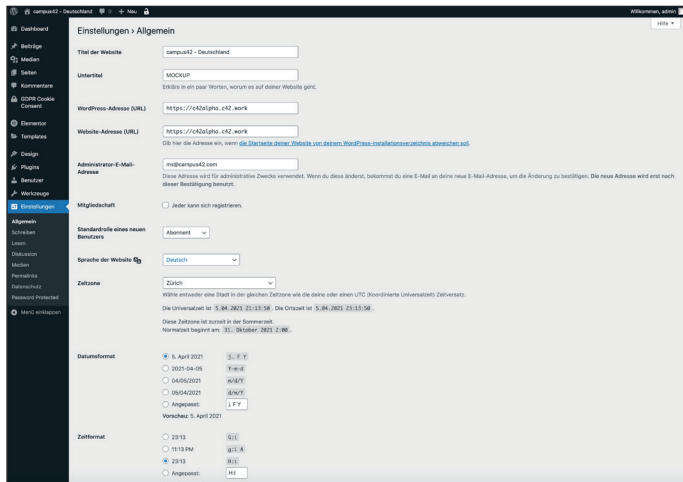 campus42 - Deutschland 0 Neu Willkommen, admin
Hilfe
Dashboard
Beiträge
Medien
Seiten
Kommentare
GDPR Cookie
Consent
Elementor
Templates
Design
Plugins
Benutzer
Werkzeuge
Einstellungen
Allgemein
Schreiben
Lesen
Diskussion
Medien
Permalinks
Datenschutz
Password Protected
Menü einklappen
Einstellungen › Allgemein
Titel der Website campus42 - Deutschland
Untertitel MOCKUP
Erkläre in ein paar Worten, worum es auf deiner Website geht.
WordPress-Adresse (URL) https://c42alpha.c42.work
Website-Adresse (URL) https://c42alpha.c42.work
Gib hier die Adresse ein, wenn die Startseite deiner Website von deinem WordPress-Installationsverzeichnis abweichen soll.
Administrator-E-Mail-
Adresse
ms@campus42.com
Diese Adresse wird für administrative Zwecke verwendet. Wenn du diese änderst, bekommst du eine E-Mail an deine neue E-Mail-Adresse, um die Änderung zu bestätigen. Die neue Adresse wird erst nach
dieser Bestätigung benutzt.
Mitgliedschaft Jeder kann sich registrieren.
Standardrolle eines neuen
Benutzers
Abonnent
Sprache der Website Deutsch
Zeitzone Zürich
Wähle entweder eine Stadt in der gleichen Zeitzone wie die deine oder einen UTC (Koordinierte Universalzeit) Zeitversatz.
Die Universalzeit ist 5.04.2021 21:13:50 . Die Ortszeit ist 5.04.2021 23:13:50 .
Diese Zeitzone ist zurzeit in der Sommerzeit.
Normalzeit beginnt am: 31. Oktober 2021 2:00 .
Datumsformat 5. April 2021 j. F Y
2021-04-05 Y-m-d
04/05/2021 m/d/Y
05/04/2021 d/m/Y
Angepasst: j. F Y
Vorschau: 5. April 2021
Zeitformat 23:13 G:i
11:13 PM g:i A
23:13 H:i
Angepasst: H:i